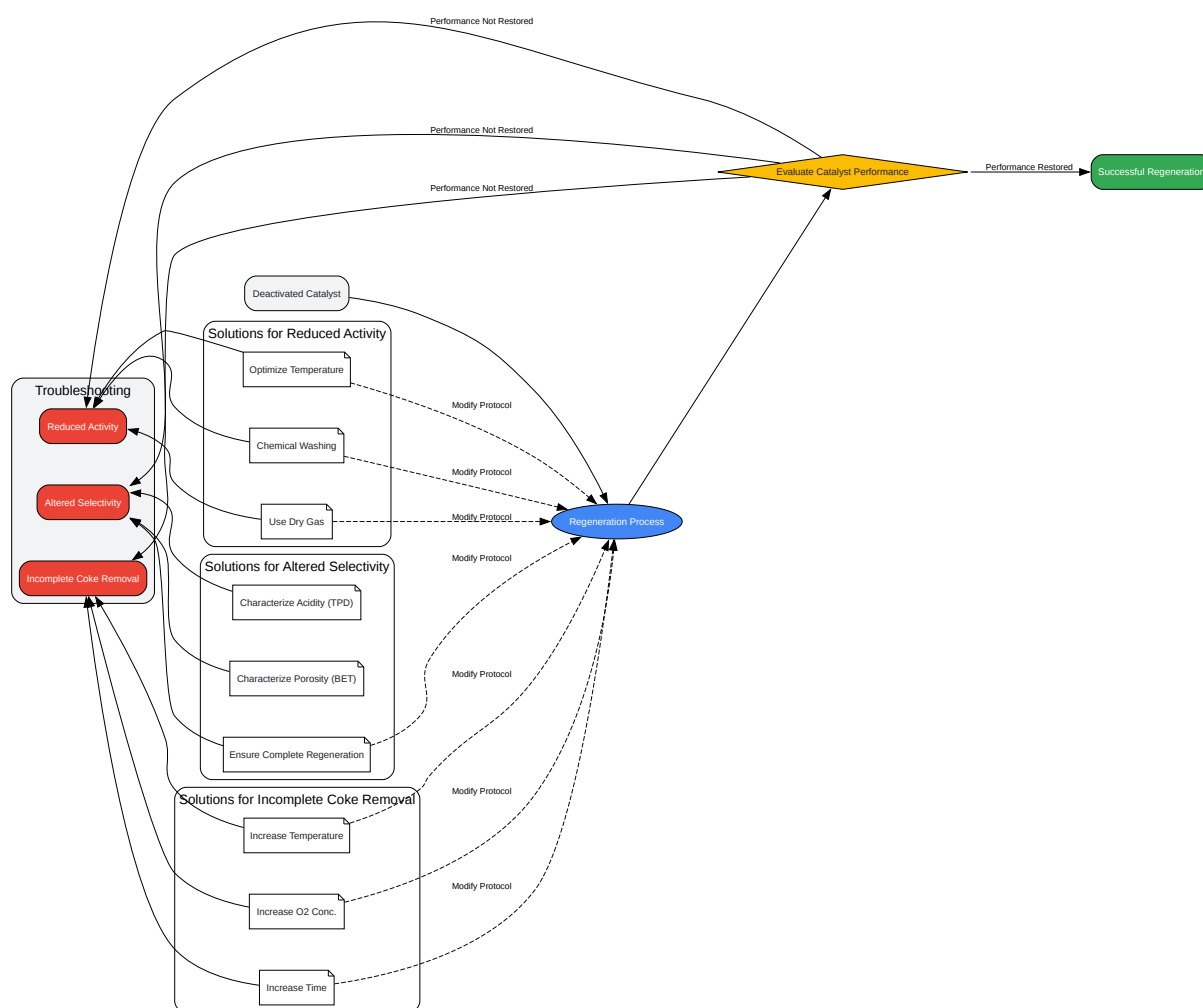 Performance Not Restored
Performance Not Restored
Performance Not Restored
Evaluate Catalyst Performance
Performance Restored
Successful Regeneration
Deactivated Catalyst
Solutions for Reduced Activity
Optimize Temperature
Chemical Washing
Use Dry Gas
Troubleshooting
Reduced Activity
Altered Selectivity
Incomplete Coke Removal
Modify Protocol
Modify Protocol
Modify Protocol
Regeneration Process
Modify Protocol
Solutions for Altered Selectivity
Characterize Acidity (TPD)
Characterize Porosity (BET)
Ensure Complete Regeneration
Modify Protocol
Solutions for Incomplete Coke Removal
Increase Temperature
Increase O2 Conc.
Increase Time
Modify Protocol
Modify Protocol